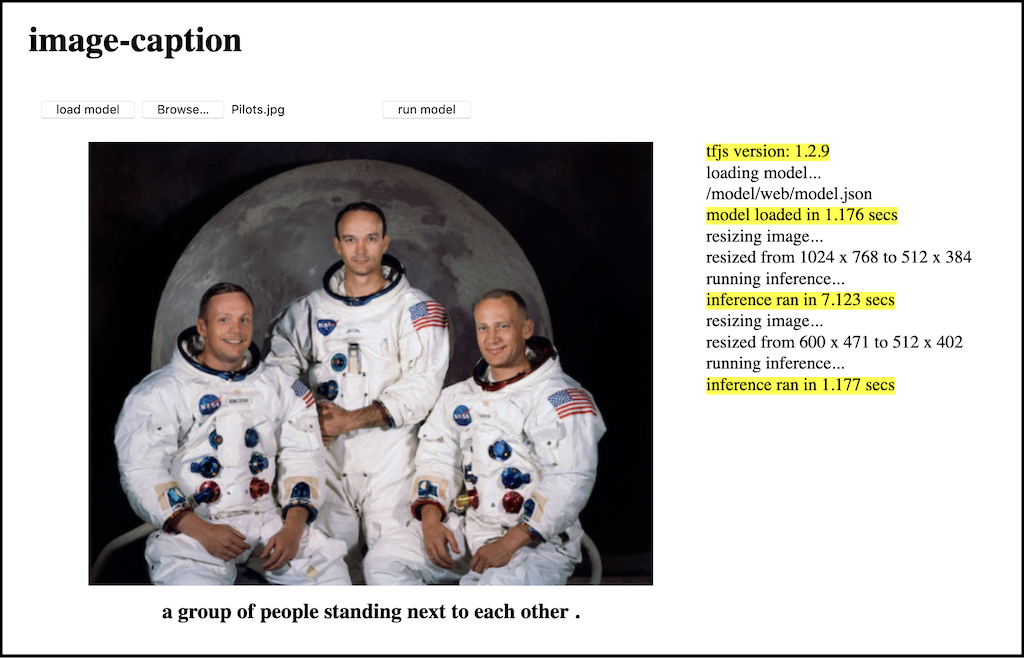 image-caption
load model Browse... Pilots.jpg run model
tfjs version: 1.2.9
loading model...
/model/web/model.json
model loaded in 1.176 secs
resizing image...
resized from 1024 x 768 to 512 x 384
running inference...
inference ran in 7.123 secs
resizing image...
resized from 600 x 471 to 512 x 402
running inference...
inference ran in 1.177 secs
NASA
NASA
NASA
a group of people standing next to each other .